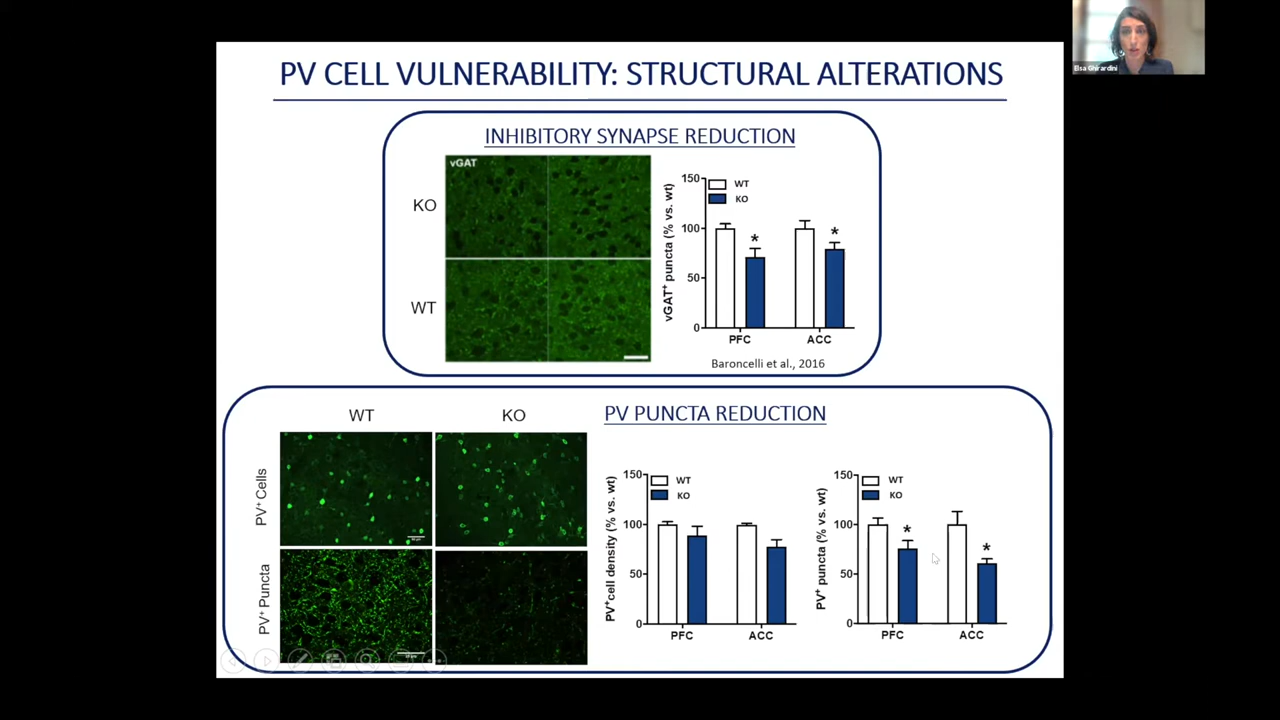 Elsa Ghirardini
PV CELL VULNERABILITY: STRUCTURAL ALTERATIONS
INHIBITORY SYNAPSE REDUCTION
vGAT
KO
WT
vGAT⁺ puncta (% vs. wt)
150
100
50
0
WT
KO
*
*
PFC
ACC
Baroncelli et al., 2016
WT
KO
PV PUNCTA REDUCTION
PV⁺ Cells
PV⁺ Puncta
PV⁺cell density (% vs. wt)
150
100
50
0
WT
KO
PFC
ACC
PV⁺ puncta (% vs. wt)
150
100
50
0
WT
KO
*
*
PFC
ACC